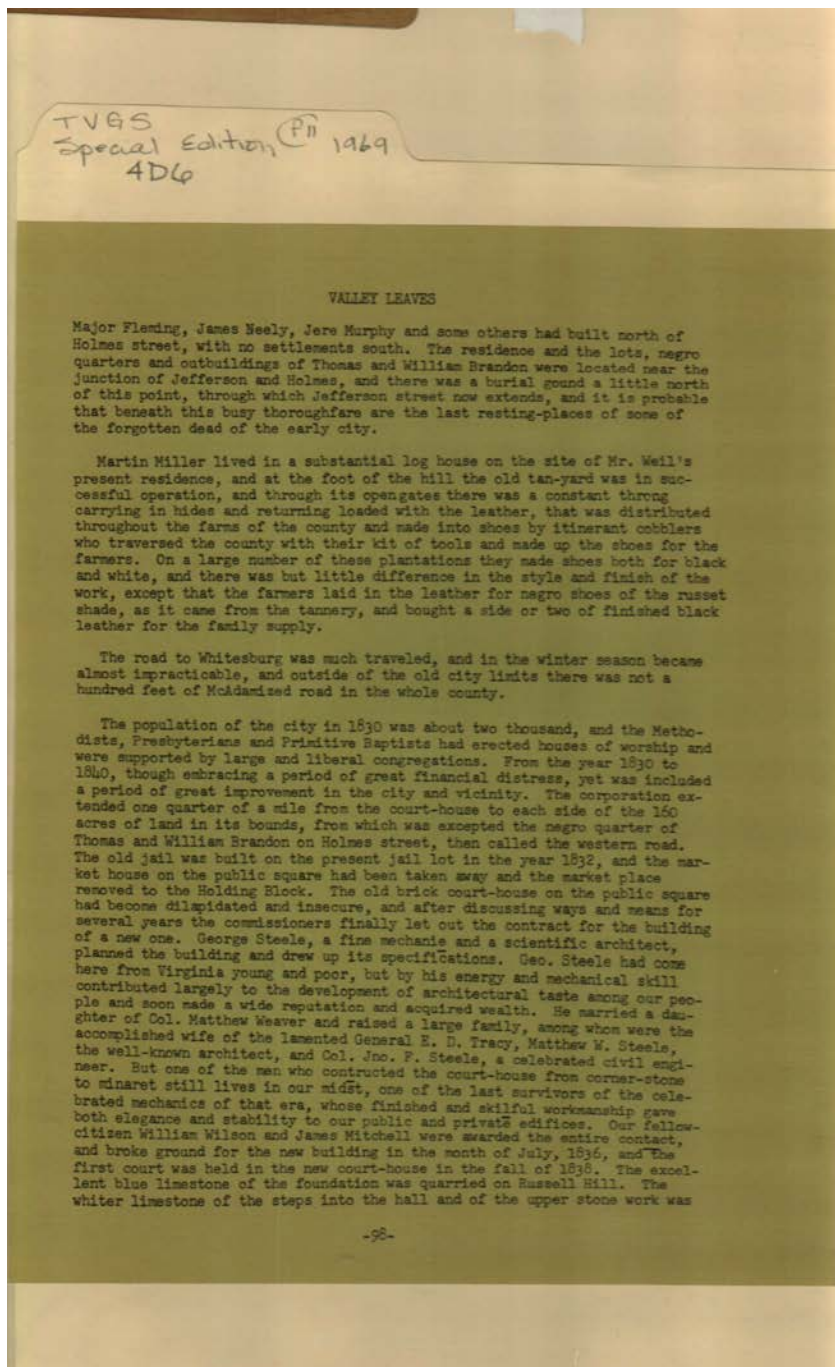 TVGS
Special Edition, P11 1969
4D6
VALLEY LEAVES
Major Fleming, James Neely, Jere Murphy and some others had built north of
Holmes street, with no settlements south. The residence and the lots, negro
quarters and outbuildings of Thomas and William Brandon were located near the
junction of Jefferson and Holmes, and there was a burial gound a little north
of this point, through which Jefferson street now extends, and it is probable
that beneath this busy thoroughfare are the last resting-places of some of
the forgotten dead of the early city.
Martin Miller lived in a substantial log house on the site of Mr. Weil's
present residence, and at the foot of the hill the old tan-yard was in suc-
cessful operation, and through its opengates there was a constant throng
carrying in hides and returning loaded with the leather, that was distributed
throughout the farms of the county and made into shoes by itinerant cobblers
who traversed the county with their kit of tools and made up the shoes for the
farmers. On a large number of these plantations they made shoes both for black
and white, and there was but little difference in the style and finish of the
work, except that the farmers laid in the leather for negro shoes of the russet
shade, as it came from the tannery, and bought a side or two of finished black
leather for the family supply.
The road to Whitesburg was much traveled, and in the winter season became
almost impracticable, and outside of the old city limits there was not a
hundred feet of McAdamized road in the whole county.
The population of the city in 1830 was about two thousand, and the Metho-
dists, Presbyterians and Primitive Baptists had erected houses of worship and
were supported by large and liberal congregations. From the year 1830 to
1840, though embracing a period of great financial distress, yet was included
a period of great improvement in the city and vicinity. The corporation ex-
tended one quarter of a mile from the court-house to each side of the 160
acres of land in its bounds, from which was excepted the negro quarter of
Thomas and William Brandon on Holmes street, then called the western road.
The old jail was built on the present jail lot in the year 1832, and the mar-
ket house on the public square had been taken away and the market place
removed to the Holding Block. The old brick court-house on the public square
had become dilapidated and insecure, and after discussing ways and means for
several years the commissioners finally let out the contract for the building
of a new one. George Steele, a fine mechanie and a scientific architect,
planned the building and drew up its specifications. Geo. Steele had come
here from Virginia young and poor, but by his energy and mechanical skill
contributed largely to the development of architectural taste among our peo-
ple and soon made a wide reputation and acquired wealth. He married a dau-
ghter of Col. Matthew Weaver and raised a large family, among whom were the
accomplished wife of the lamented General E. D. Tracy, Matthew W. Steele,
the well-known architect, and Col. Jno. F. Steele, a celebrated civil engi-
neer. But one of the men who contructed the court-house from corner-stone
to minaret still lives in our midst, one of the last survivors of the cele-
brated mechanics of that era, whose finished and skilful workmanship gave
both elegance and stability to our public and private edifices. Our fellow-
citizen William Wilson and James Mitchell were awarded the entire contact,
and broke ground for the new building in the month of July, 1836, and the
first court was held in the new court-house in the fall of 1838. The excel-
lent blue limestone of the foundation was quarried on Russell Hill. The
whiter limestone of the steps into the hall and of the upper stone work was
-98-